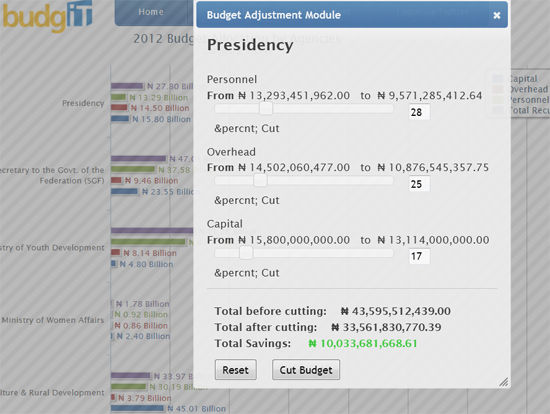 budgIT
Home
Budget Adjustment Module
2012 Budg
Presidency
Personnel
From ₦ 13,293,451,962.00 to ₦ 9,571,285,412.64
28
&percnt; Cut
Overhead
From ₦ 14,502,060,477.00 to ₦ 10,876,545,357.75
25
&percnt; Cut
Capital
From ₦ 15,800,000,000.00 to ₦ 13,114,000,000.00
17
&percnt; Cut
Total before cutting: ₦ 43,595,512,439.00
Total after cutting: ₦ 33,561,830,770.39
Total Savings: ₦ 10,033,681,668.61
Reset
Cut Budget
Presidency
₦ 27.80 Billion
₦ 13.29 Billion
₦ 14.50 Billion
₦ 15.80 Billion
cretary to the Govt. of the
Federation (SGF)
₦ 47.0
₦ 37.58
₦ 9.46 Billion
₦ 23.55 Billion
stry of Youth Development
₦ 8.14 Billion
₦ 4.80 Billion
Ministry of Women Affairs
₦ 1.78 Billion
₦ 0.92 Billion
₦ 0.86 Billion
₦ 2.40 Billion
lture & Rural Development
₦ 33.97
₦ 30.19
₦ 3.79 Billion
₦ 45.01 Billion
Capital
Overhead
Personnel
Total Recu